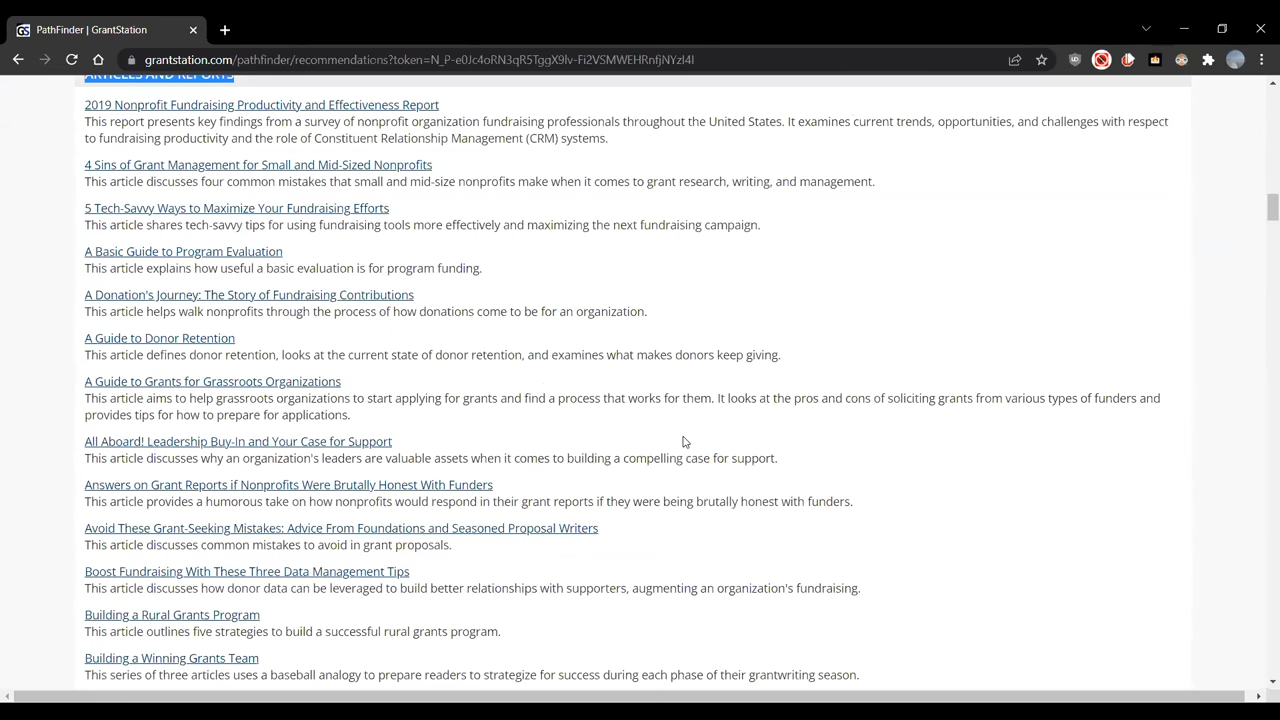 PathFinder | GrantStation
grantstation.com/pathfinder/recommendations?token=N_P-e0Jc4oRN3qR5TggX9lv-Fi2VSMWEHRnfjNYzI4I
ARTICLES AND REPORTS
2019 Nonprofit Fundraising Productivity and Effectiveness Report
This report presents key findings from a survey of nonprofit organization fundraising professionals throughout the United States. It examines current trends, opportunities, and challenges with respect
to fundraising productivity and the role of Constituent Relationship Management (CRM) systems.
4 Sins of Grant Management for Small and Mid-Sized Nonprofits
This article discusses four common mistakes that small and mid-size nonprofits make when it comes to grant research, writing, and management.
5 Tech-Savvy Ways to Maximize Your Fundraising Efforts
This article shares tech-savvy tips for using fundraising tools more effectively and maximizing the next fundraising campaign.
A Basic Guide to Program Evaluation
This article explains how useful a basic evaluation is for program funding.
A Donation's Journey: The Story of Fundraising Contributions
This article helps walk nonprofits through the process of how donations come to be for an organization.
A Guide to Donor Retention
This article defines donor retention, looks at the current state of donor retention, and examines what makes donors keep giving.
A Guide to Grants for Grassroots Organizations
This article aims to help grassroots organizations to start applying for grants and find a process that works for them. It looks at the pros and cons of soliciting grants from various types of funders and
provides tips for how to prepare for applications.
All Aboard! Leadership Buy-In and Your Case for Support
This article discusses why an organization's leaders are valuable assets when it comes to building a compelling case for support.
Answers on Grant Reports if Nonprofits Were Brutally Honest With Funders
This article provides a humorous take on how nonprofits would respond in their grant reports if they were being brutally honest with funders.
Avoid These Grant-Seeking Mistakes: Advice From Foundations and Seasoned Proposal Writers
This article discusses common mistakes to avoid in grant proposals.
Boost Fundraising With These Three Data Management Tips
This article discusses how donor data can be leveraged to build better relationships with supporters, augmenting an organization's fundraising.
Building a Rural Grants Program
This article outlines five strategies to build a successful rural grants program.
Building a Winning Grants Team
This series of three articles uses a baseball analogy to prepare readers to strategize for success during each phase of their grantwriting season.